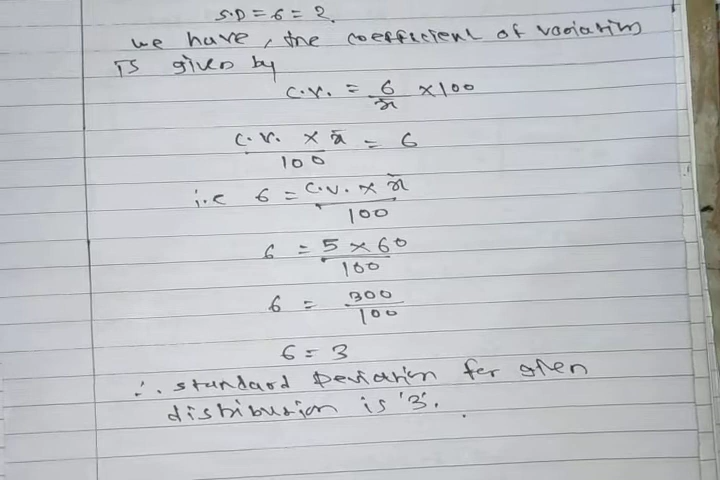 S.D = σ = ?
we have, the coefficient of variation
is given by
C.V. = σ/x̄ × 100
C.V. × x̄/100 = σ
i.e σ = C.V. × x̄/100
σ = 5 × 60/100
σ = 300/100
σ = 3
∴ standard Deviation for given
distribution is '3'.